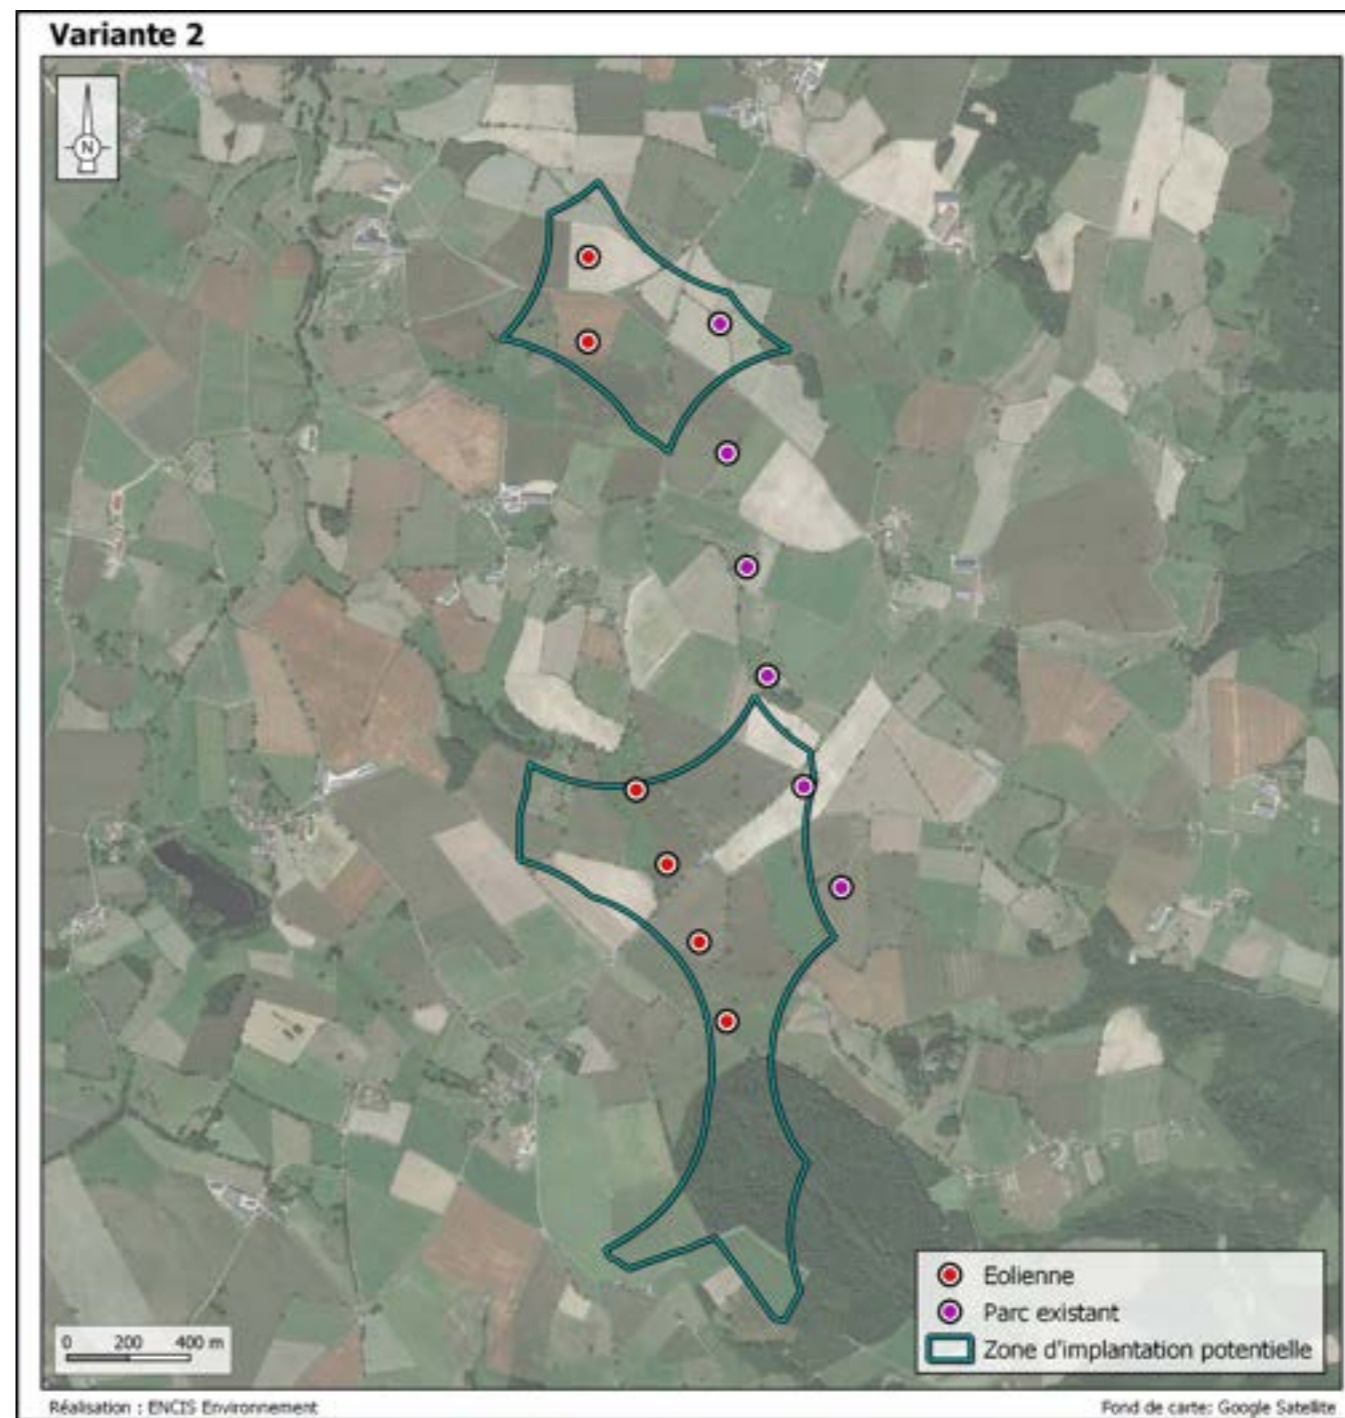 Variante 2
N
Eolienne
Parc existant
Zone d'implantation potentielle
0 200 400 m
Réalisation : ENCIS Environnement
Fond de carte: Google Satellite